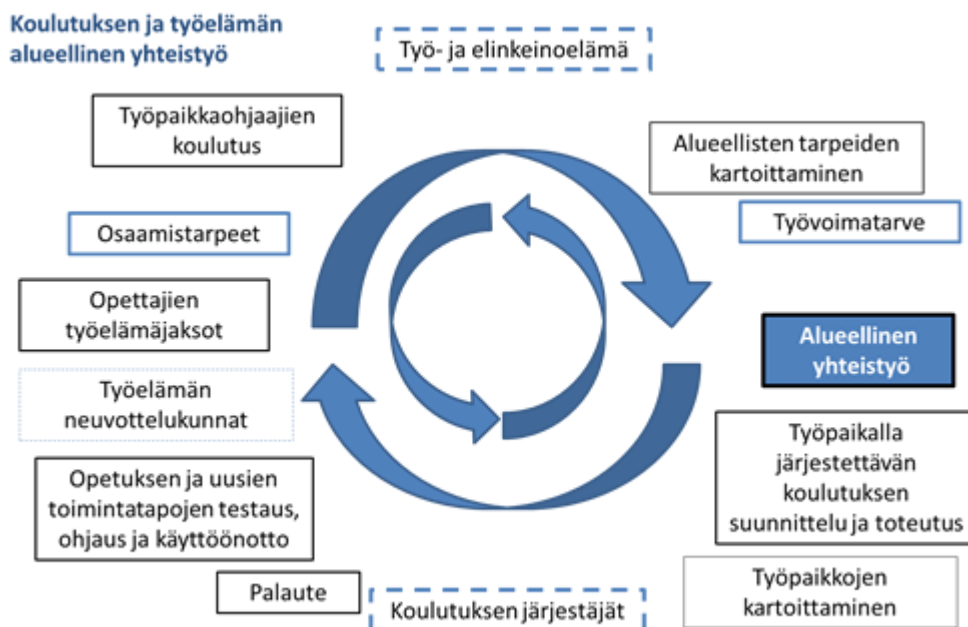 Koulutuksen ja työelämän
alueellinen yhteistyö
Työ- ja elinkeinoelämä
Työpaikkaohjaajien
koulutus
Alueellisten tarpeiden
kartoittaminen
Osaamistarpeet
Työvoimatarve
Opettajien
työelämäjaksot
Alueellinen
yhteistyö
Työelämän
neuvottelukunnat
Työpaikalla
järjestettävän
koulutuksen
suunnittelu ja toteutus
Opetuksen ja uusien
toimintatapojen testaus,
ohjaus ja käyttöönotto
Palaute
Koulutuksen järjestäjät
Työpaikkojen
kartoittaminen